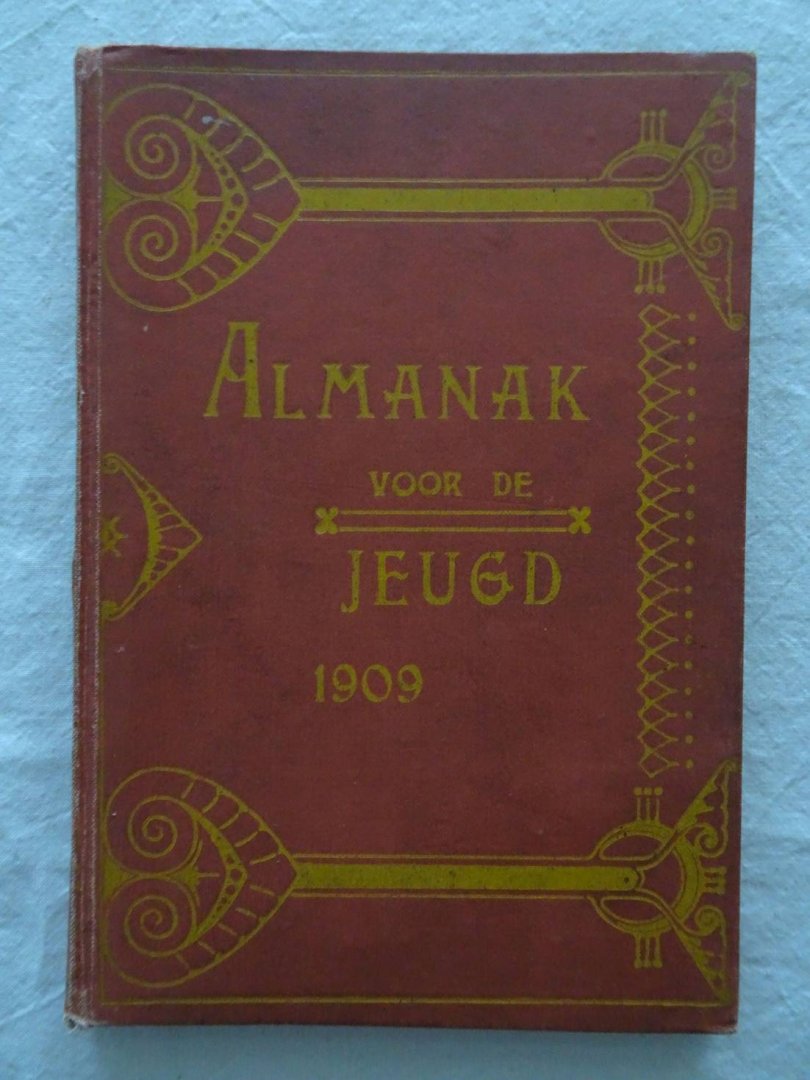 ALMANAK
VOOR DE
JEUGD
1909